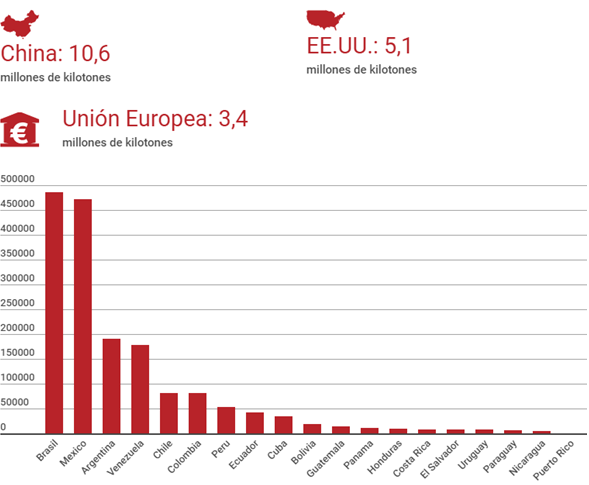 China: 10,6
millones de kilotones
EE.UU.: 5,1
millones de kilotones
€
Unión Europea: 3,4
millones de kilotones
500000
450000
400000
350000
300000
250000
200000
150000
100000
50000
0
Brasil
Mexico
Argentina
Venezuela
Chile
Colombia
Peru
Ecuador
Cuba
Bolivia
Guatemala
Panama
Honduras
Costa Rica
El Salvador
Uruguay
Paraguay
Nicaragua
Puerto Rico